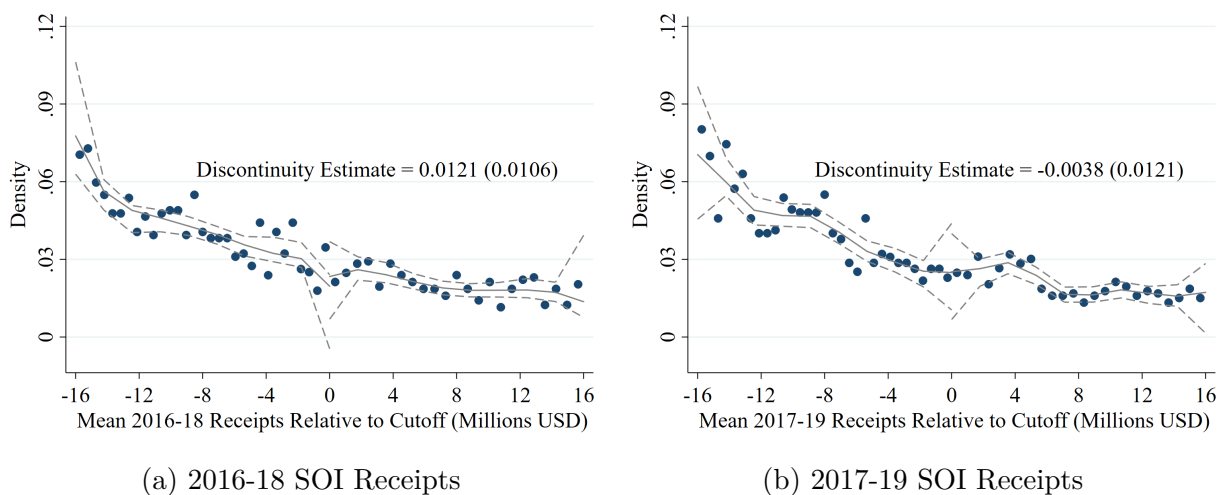 .12
.09
.06
.03
0
Density
Discontinuity Estimate = 0.0121 (0.0106)
-16 -12 -8 -4 0 4 8 12 16
Mean 2016-18 Receipts Relative to Cutoff (Millions USD)
(a) 2016-18 SOI Receipts
.12
.09
.06
.03
0
Density
Discontinuity Estimate = -0.0038 (0.0121)
-16 -12 -8 -4 0 4 8 12 16
Mean 2017-19 Receipts Relative to Cutoff (Millions USD)
(b) 2017-19 SOI Receipts